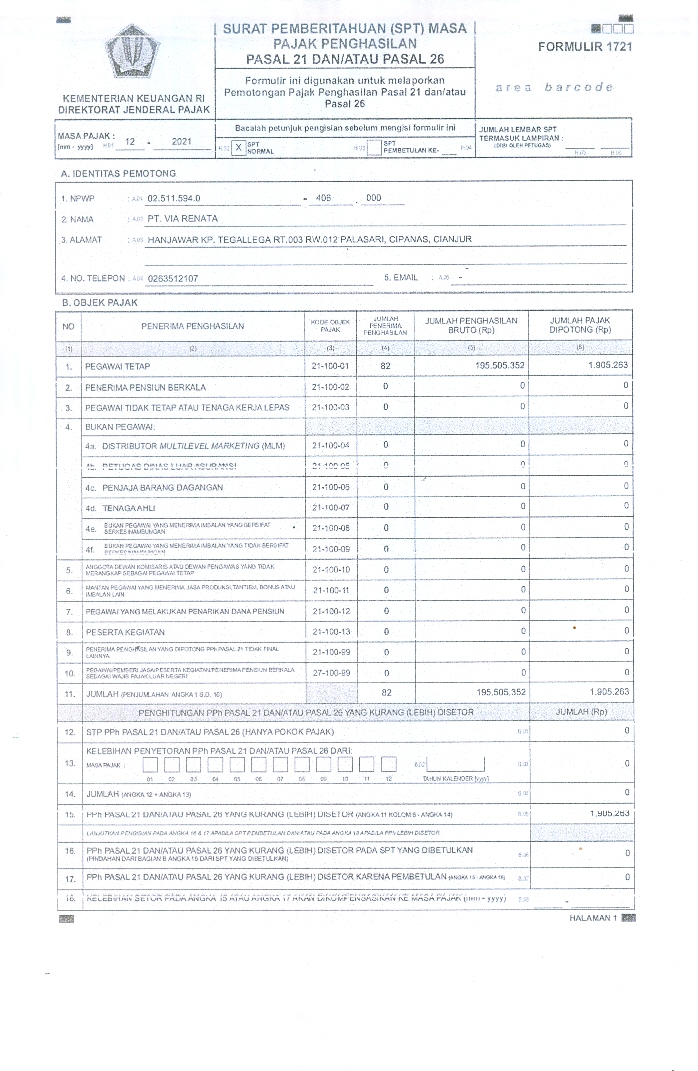 SURAT PEMBERITAHUAN (SPT) MASA
PAJAK PENGHASILAN
PASAL 21 DAN/ATAU PASAL 26
FORMULIR 1721
Formulir ini digunakan untuk melaporkan
Pemotongan Pajak Penghasilan Pasal 21 dan/atau
Pasal 26
area barcode
KEMENTERIAN KEUANGAN RI
DIREKTORAT JENDERAL PAJAK
MASA PAJAK :
[mm - yyyy] H.01 12 - 2021
Bacalah petunjuk pengisian sebelum mengisi formulir ini
H.02 X SPT NORMAL H.03 SPT PEMBETULAN KE- H.04
JUMLAH LEMBAR SPT
TERMASUK LAMPIRAN :
(DIISI OLEH PETUGAS) H.05 H.06
A. IDENTITAS PEMOTONG
1. NPWP : A.01 02.511.594.0 - 406 . 000
2. NAMA : A.02 PT. VIA RENATA
3. ALAMAT : A.03 HANJAWAR KP. TEGALLEGA RT.003 RW.012 PALASARI, CIPANAS, CIANJUR
4. NO. TELEPON : A.04 0263512107 5. EMAIL : A.05 -
B. OBJEK PAJAK
NO PENERIMA PENGHASILAN KODE OBJEK PAJAK JUMLAH PENERIMA PENGHASILAN JUMLAH PENGHASILAN BRUTO (Rp) JUMLAH PAJAK DIPOTONG (Rp)
(1) (2) (3) (4) (5) (6)
1. PEGAWAI TETAP 21-100-01 82 195.505.352 1.905.263
2. PENERIMA PENSIUN BERKALA 21-100-02 0 0 0
3. PEGAWAI TIDAK TETAP ATAU TENAGA KERJA LEPAS 21-100-03 0 0 0
4. BUKAN PEGAWAI:
4a. DISTRIBUTOR MULTILEVEL MARKETING (MLM) 21-100-04 0 0 0
4b. PETUGAS DINAS LUAR ASURANSI 21-100-05 0 0 0
4c. PENJAJA BARANG DAGANGAN 21-100-06 0 0 0
4d. TENAGA AHLI 21-100-07 0 0 0
4e. BUKAN PEGAWAI YANG MENERIMA IMBALAN YANG BERSIFAT BERKESINAMBUNGAN 21-100-08 0 0 0
4f. BUKAN PEGAWAI YANG MENERIMA IMBALAN YANG TIDAK BERSIFAT BERKESINAMBUNGAN 21-100-09 0 0 0
5. ANGGOTA DEWAN KOMISARIS ATAU DEWAN PENGAWAS YANG TIDAK MERANGKAP SEBAGAI PEGAWAI TETAP 21-100-10 0 0 0
6. MANTAN PEGAWAI YANG MENERIMA JASA PRODUKSI, TANTIEM, BONUS ATAU IMBALAN LAIN 21-100-11 0 0 0
7. PEGAWAI YANG MELAKUKAN PENARIKAN DANA PENSIUN 21-100-12 0 0 0
8. PESERTA KEGIATAN 21-100-13 0 0 0
9. PENERIMA PENGHASILAN YANG DIPOTONG PPh PASAL 21 TIDAK FINAL LAINNYA 21-100-99 0 0 0
10. PEGAWAI/PEMBERI JASA/PESERTA KEGIATAN/PENERIMA PENSIUN BERKALA SEBAGAI WAJIB PAJAK LUAR NEGERI 27-100-99 0 0 0
11. JUMLAH (PENJUMLAHAN ANGKA 1 S.D. 10) 82 195,505,352 1.905.263
PENGHITUNGAN PPh PASAL 21 DAN/ATAU PASAL 26 YANG KURANG (LEBIH) DISETOR JUMLAH (Rp)
12. STP PPh PASAL 21 DAN/ATAU PASAL 26 (HANYA POKOK PAJAK) B.01 0
13. KELEBIHAN PENYETORAN PPh PASAL 21 DAN/ATAU PASAL 26 DARI:
MASA PAJAK : B.02 B.03 0
01 02 03 04 05 06 07 08 09 10 11 12 TAHUN KALENDER [yyyy]
14. JUMLAH (ANGKA 12 + ANGKA 13) 0
15. PPh PASAL 21 DAN/ATAU PASAL 26 YANG KURANG (LEBIH) DISETOR (ANGKA 11 KOLOM 6 - ANGKA 14) 1,905,263
LANJUTKAN PENGISIAN PADA ANGKA 16 & 17 APABILA SPT PEMBETULAN DAN/ATAU PADA ANGKA 18 APABILA PPh LEBIH DISETOR
16. PPh PASAL 21 DAN/ATAU PASAL 26 YANG KURANG (LEBIH) DISETOR PADA SPT YANG DIBETULKAN
(PINDAHAN DARI BAGIAN B ANGKA 15 DARI SPT YANG DIBETULKAN) B.06 0
17. PPh PASAL 21 DAN/ATAU PASAL 26 YANG KURANG (LEBIH) DISETOR KARENA PEMBETULAN (ANGKA 15 - ANGKA 16) B.07 0
18. KELEBIHAN SETOR PADA ANGKA 15 ATAU ANGKA 17 AKAN DIKOMPENSASIKAN KE MASA PAJAK (mm - yyyy) B.08 -
HALAMAN 1